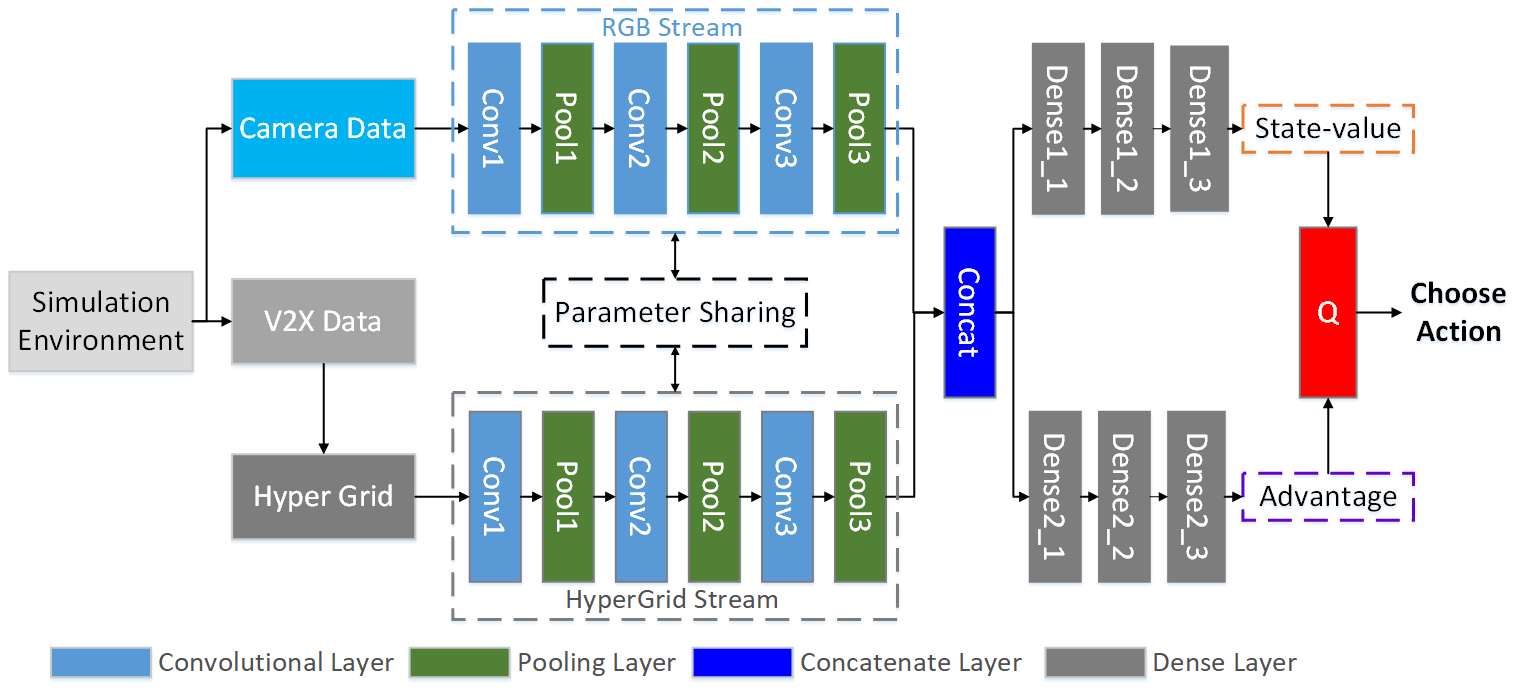 RGB Stream
Conv1
Pool1
Conv2
Pool2
Conv3
Pool3
Camera Data
Simulation
Environment
V2X Data
Hyper Grid
Parameter Sharing
Conv1
Pool1
Conv2
Pool2
Conv3
Pool3
HyperGrid Stream
Concat
Dense1_1
Dense1_2
Dense1_3
State-value
Dense2_1
Dense2_2
Dense2_3
Advantage
Q
Choose
Action
Convolutional Layer
Pooling Layer
Concatenate Layer
Dense Layer